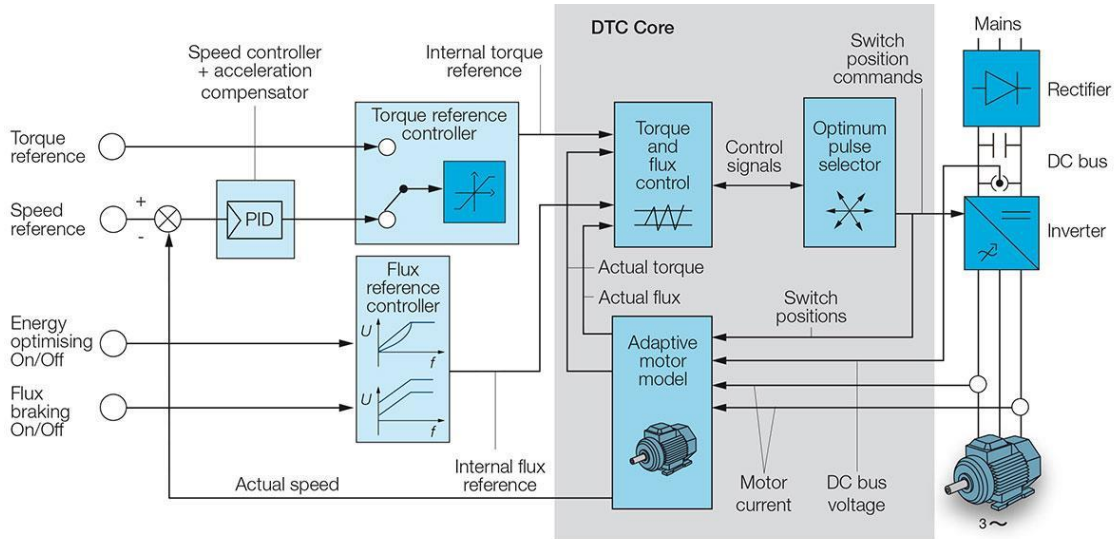 DTC Core
Mains
Speed controller
+ acceleration
compensator
Internal torque
reference
Switch
position
commands
Rectifier
Torque reference
controller
Torque
reference
Torque
and
flux
control
Control
signals
Optimum
pulse
selector
DC bus
Speed
reference
+
-
PID
Inverter
Actual torque
Actual flux
Flux
reference
controller
U
f
U
f
Switch
positions
Energy
optimising
On/Off
Adaptive
motor
model
Flux
braking
On/Off
Actual speed
Internal flux
reference
Motor
current
DC bus
voltage
3~